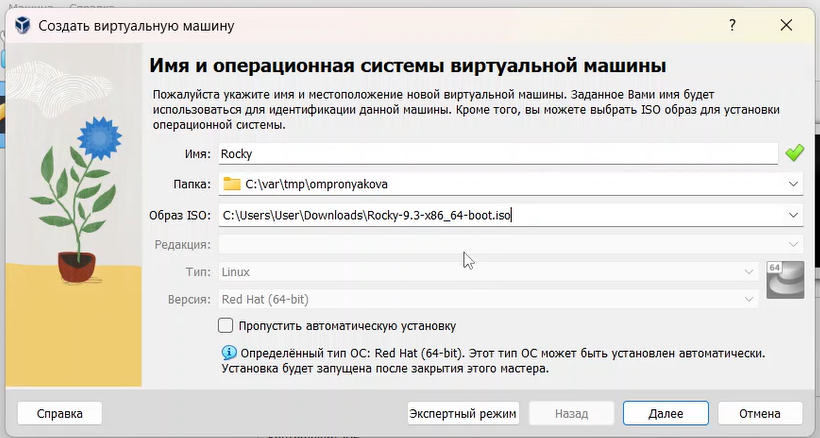 Машина Справка
Создать виртуальную машину
?
Имя и операционная системы виртуальной машины
Пожалуйста укажите имя и местоположение новой виртуальной машины. Заданное Вами имя будет
использоваться для идентификации данной машины. Кроме того, вы можете выбрать ISO образ для установки
операционной системы.
Имя: Rocky
Папка: C:\var\tmp\ompronyakova
Образ ISO: C:\Users\User\Downloads\Rocky-9.3-x86_64-boot.iso
Редакция:
Тип: Linux
64
Версия: Red Hat (64-bit)
Пропустить автоматическую установку
Определённый тип ОС: Red Hat (64-bit). Этот тип ОС может быть установлен автоматически.
Установка будет запущена после закрытия этого мастера.
Справка Экспертный режим Назад Далее Отмена